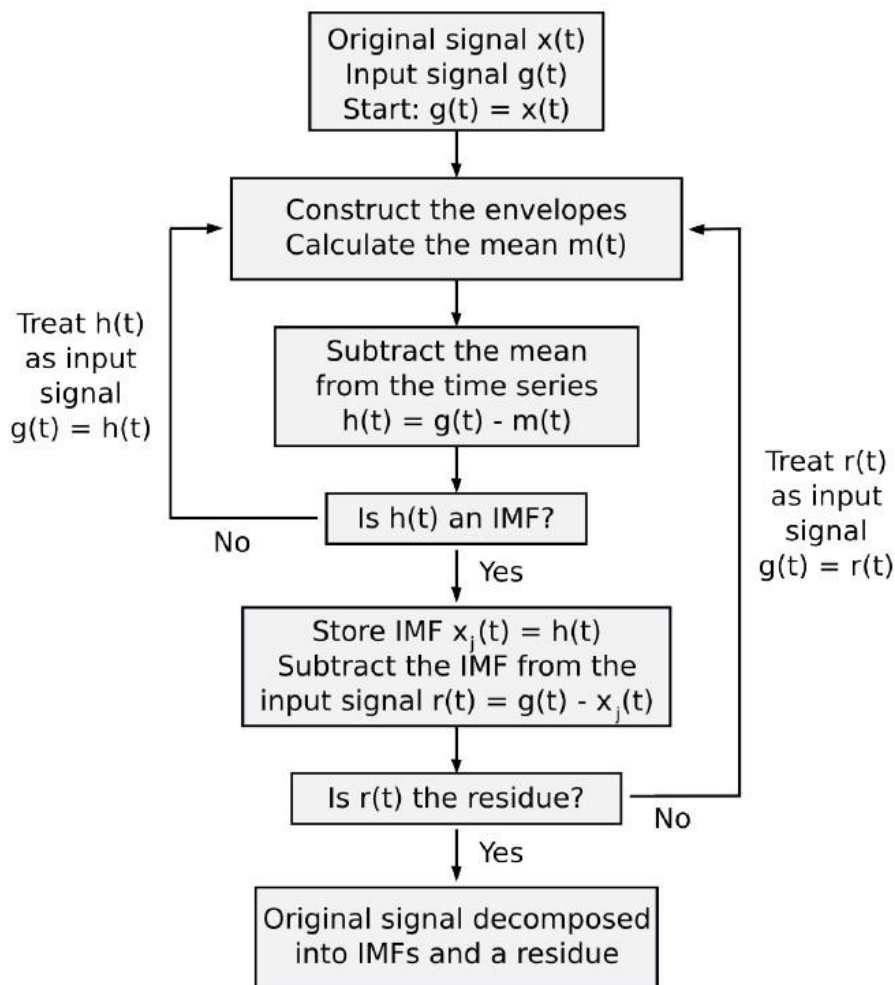 Original signal x(t)
Input signal g(t)
Start: g(t) = x(t)
Construct the envelopes
Calculate the mean m(t)
Treat h(t)
as input
signal
g(t) = h(t)
Subtract the mean
from the time series
h(t) = g(t) - m(t)
Treat r(t)
as input
signal
g(t) = r(t)
Is h(t) an IMF?
No
Yes
Store IMF x_j(t) = h(t)
Subtract the IMF from the
input signal r(t) = g(t) - x_j(t)
Is r(t) the residue?
No
Yes
Original signal decomposed
into IMFs and a residue